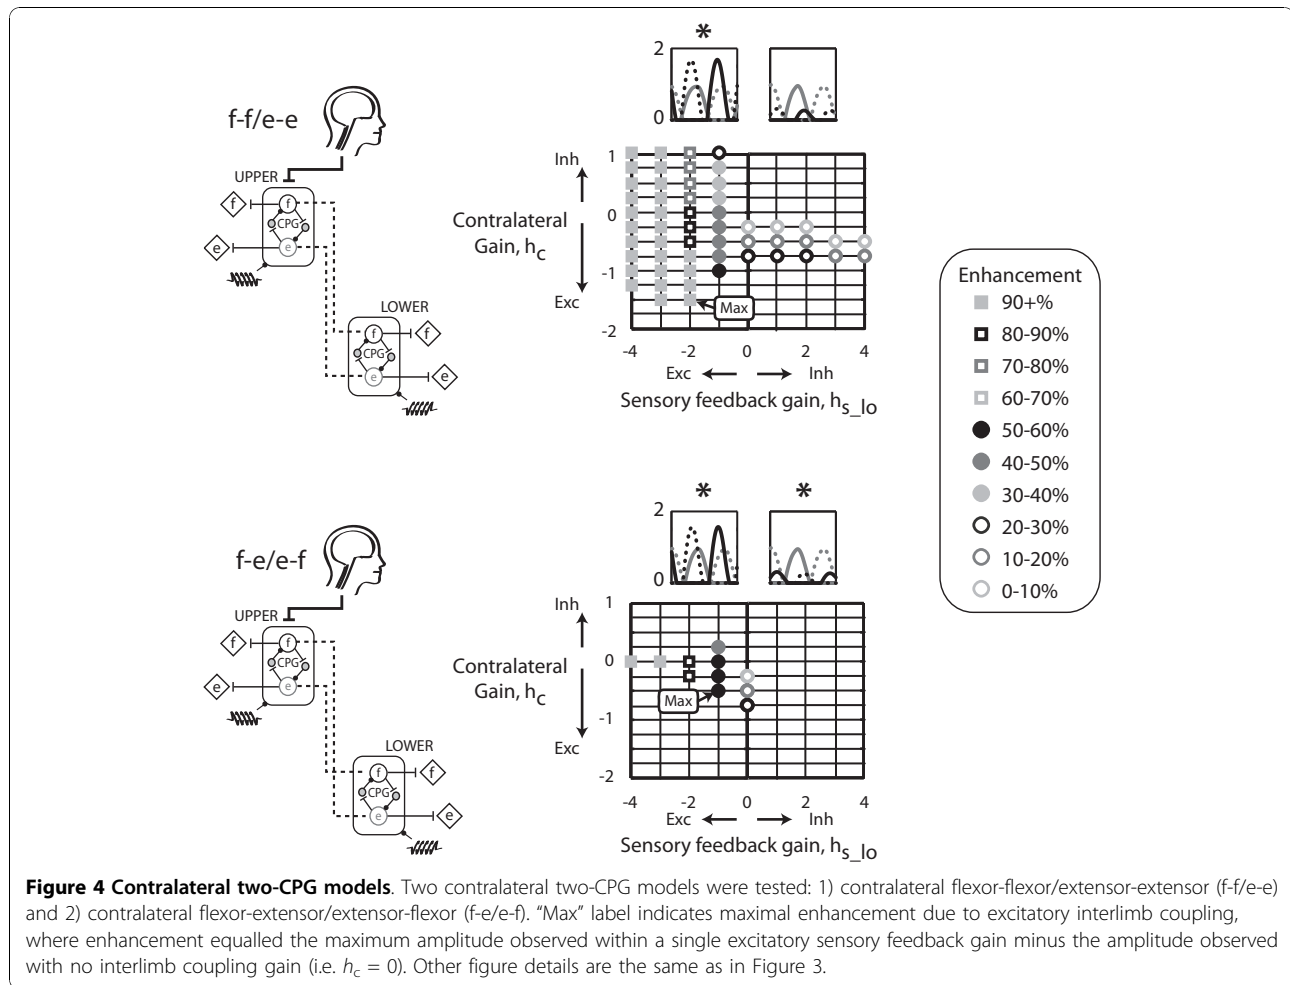 f-f/e-e
UPPER
f
f
CPG
e
e
LOWER
f
f
CPG
e
e
*
2
0
1
Inh
0
Contralateral
Gain, hc
-1
Exc
Max
-2
-4 -2 0 2 4
Exc Inh
Sensory feedback gain, hs_lo
f-e/e-f
UPPER
f
f
CPG
e
e
LOWER
f
f
CPG
e
e
* *
2
0
1
Inh
0
Contralateral
Gain, hC
Max
-1
Exc
-2
-4 -2 0 2 4
Exc Inh
Sensory feedback gain, hs_lo
Enhancement
90+%
80-90%
70-80%
60-70%
50-60%
40-50%
30-40%
20-30%
10-20%
0-10%
Figure 4 Contralateral two-CPG models. Two contralateral two-CPG models were tested: 1) contralateral flexor-flexor/extensor-extensor (f-f/e-e)
and 2) contralateral flexor-extensor/extensor-flexor (f-e/e-f). “Max” label indicates maximal enhancement due to excitatory interlimb coupling,
where enhancement equalled the maximum amplitude observed within a single excitatory sensory feedback gain minus the amplitude observed
with no interlimb coupling gain (i.e. hc = 0). Other figure details are the same as in Figure 3.